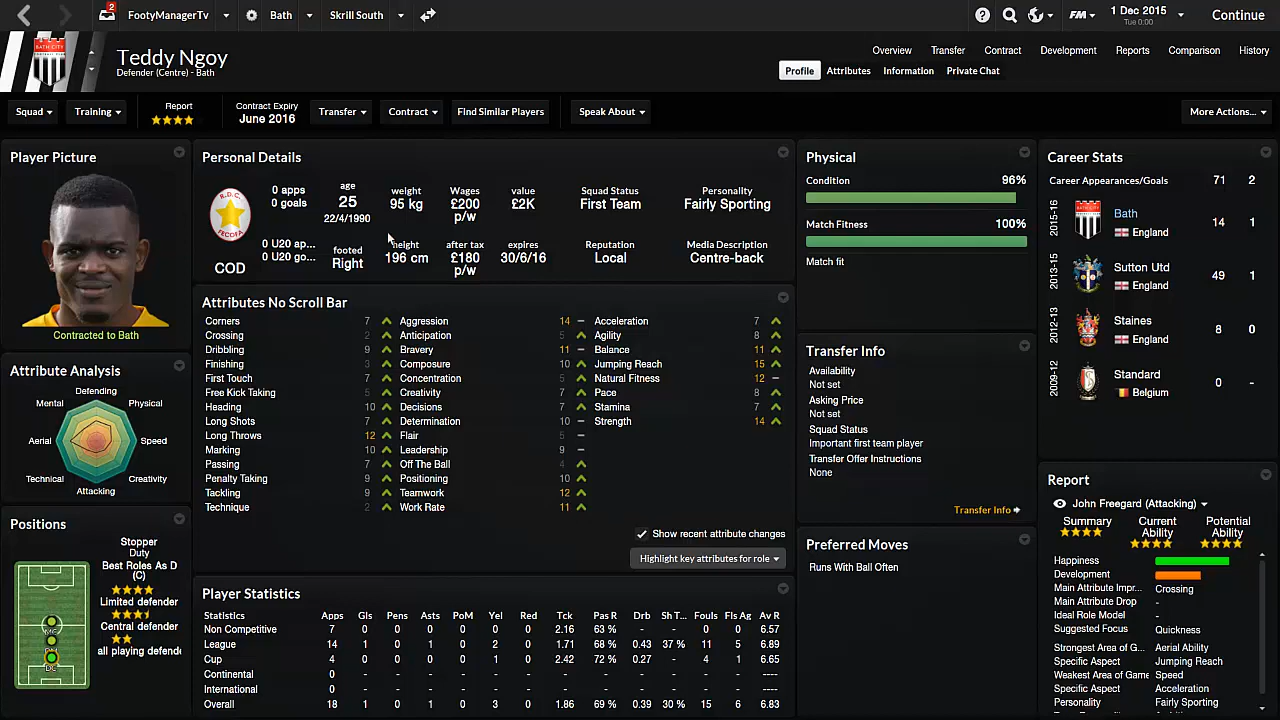 2
FootyManagerTv
Bath
Skrill South
FM
1 Dec 2015
Tue 0:00
Continue
Teddy Ngoy
Defender (Centre) - Bath
Overview Transfer Contract Development Reports Comparison History
Profile Attributes Information Private Chat
Squad
Training
Report
Contract Expiry
June 2016
Transfer
Contract
Find Similar Players
Speak About
More Actions...
Player Picture
Contracted to Bath
Attribute Analysis
Defending
Mental Physical
Aerial Speed
Technical Creativity
Attacking
Positions
Stopper
Duty
Best Roles As D
(C)
Limited defender
Central defender
all playing defende
Personal Details
R.D.C.
FECOFA
COD
0 apps
0 goals
0 U20 ap...
0 U20 go...
age
25
22/4/1990
footed
Right
weight
95 kg
height
196 cm
Wages
£200
p/w
after tax
£180
p/w
value
£2K
expires
30/6/16
Squad Status
First Team
Reputation
Local
Personality
Fairly Sporting
Media Description
Centre-back
Attributes No Scroll Bar
Corners 7 Aggression 14 Acceleration 7
Crossing 2 Anticipation 5 Agility 8
Dribbling 9 Bravery 11 Balance 11
Finishing 3 Composure 10 Jumping Reach 15
First Touch 7 Concentration 5 Natural Fitness 12
Free Kick Taking 5 Creativity 7 Pace 8
Heading 10 Decisions 7 Stamina 7
Long Shots 7 Determination 10 Strength 14
Long Throws 12 Flair 5
Marking 10 Leadership 9
Passing 7 Off The Ball 4
Penalty Taking 9 Positioning 10
Tackling 9 Teamwork 12
Technique 2 Work Rate 11
Show recent attribute changes
Highlight key attributes for role
Player Statistics
Statistics Apps Gls Pens Asts PoM Yel Red Tck Pas R Drb Sh T... Fouls Fls Ag Av R
Non Competitive 7 0 0 0 0 0 0 2.16 63 % - - 0 0 6.57
League 14 1 0 1 0 2 0 1.71 68 % 0.43 37 % 11 5 6.89
Cup 4 0 0 0 0 1 0 2.42 72 % 0.27 - 4 1 6.65
Continental 0 - - - - - - - - - - - - ----
International 0 - - - - - - - - - - - - ----
Overall 18 1 0 1 0 3 0 1.86 69 % 0.39 30 % 15 6 6.83
Physical
Condition 96%
Match Fitness 100%
Match fit
Transfer Info
Availability
Not set
Asking Price
Not set
Squad Status
Important first team player
Transfer Offer Instructions
None
Transfer Info
Preferred Moves
Runs With Ball Often
Career Stats
Career Appearances/Goals 71 2
2015-16 Bath England 14 1
2013-15 Sutton Utd England 49 1
2012-13 Staines England 8 0
2009-12 Standard Belgium 0 -
Report
John Freegard (Attacking)
Summary
Current Ability
Potential Ability
Happiness
Development
Main Attribute Impr... Crossing
Main Attribute Drop -
Ideal Role Model -
Suggested Focus Quickness
Strongest Area of G... Aerial Ability
Specific Aspect Jumping Reach
Weakest Area of Game Speed
Specific Aspect Acceleration
Personality Fairly Sporting